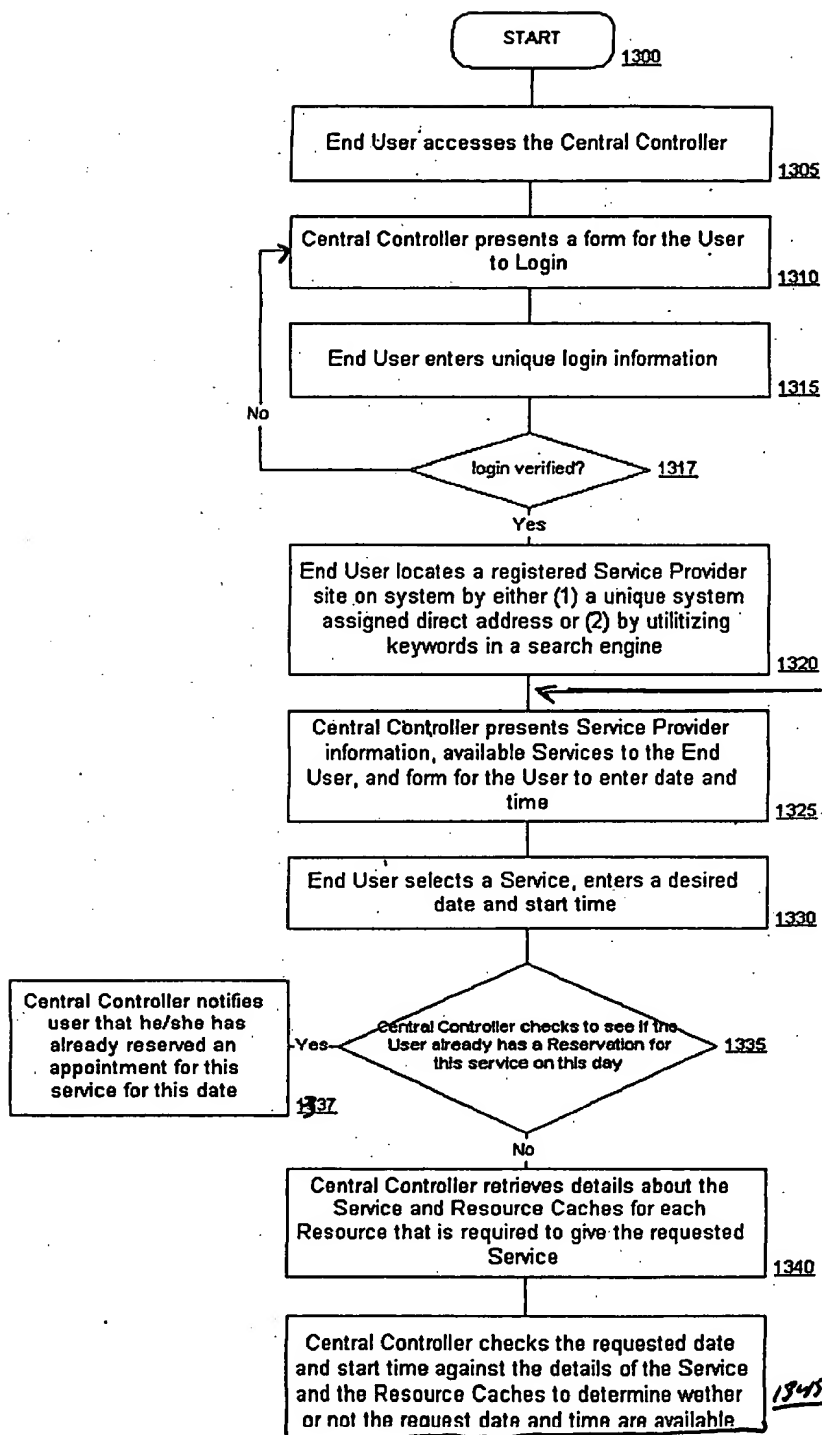 START
1300
End User accesses the Central Controller
1305
Central Controller presents a form for the User
to Login
1310
End User enters unique login information
1315
No
login verified?
1317
Yes
End User locates a registered Service Provider
site on system by either (1) a unique system
assigned direct address or (2) by utilitizing
keywords in a search engine
1320
Central Controller presents Service Provider
information, available Services to the End
User, and form for the User to enter date and
time
1325
End User selects a Service, enters a desired
date and start time
1330
Central Controller notifies
user that he/she has
already reserved an
appointment for this
service for this date
1337
Yes
Central Controller checks to see if the
User already has a Reservation for
this service on this day
1335
No
Central Controller retrieves details about the
Service and Resource Caches for each
Resource that is required to give the requested
Service
1340
Central Controller checks the requested date
and start time against the details of the Service
and the Resource Caches to determine wether
or not the request date and time are available
1345